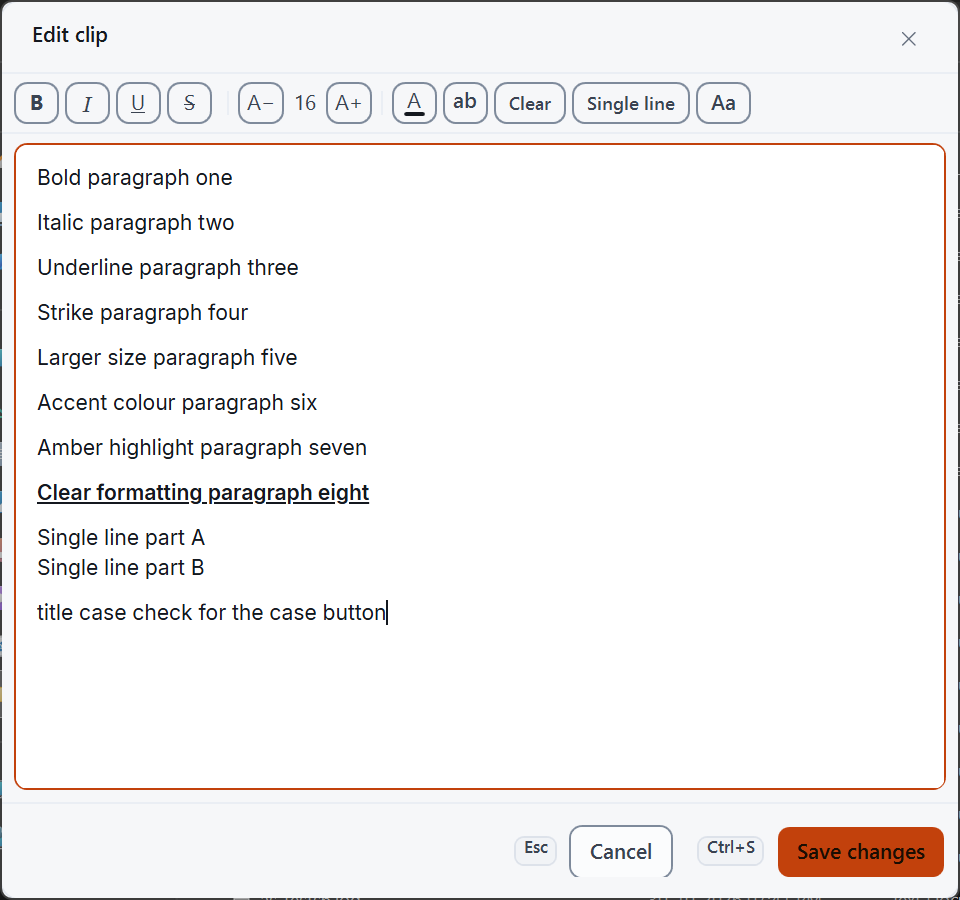 Edit clip
B I U S A− 16 A+ A ab Clear Single line Aa
Bold paragraph one
Italic paragraph two
Underline paragraph three
Strike paragraph four
Larger size paragraph five
Accent colour paragraph six
Amber highlight paragraph seven
Clear formatting paragraph eight
Single line part A
Single line part B
title case check for the case button
Esc Cancel Ctrl+S Save changes